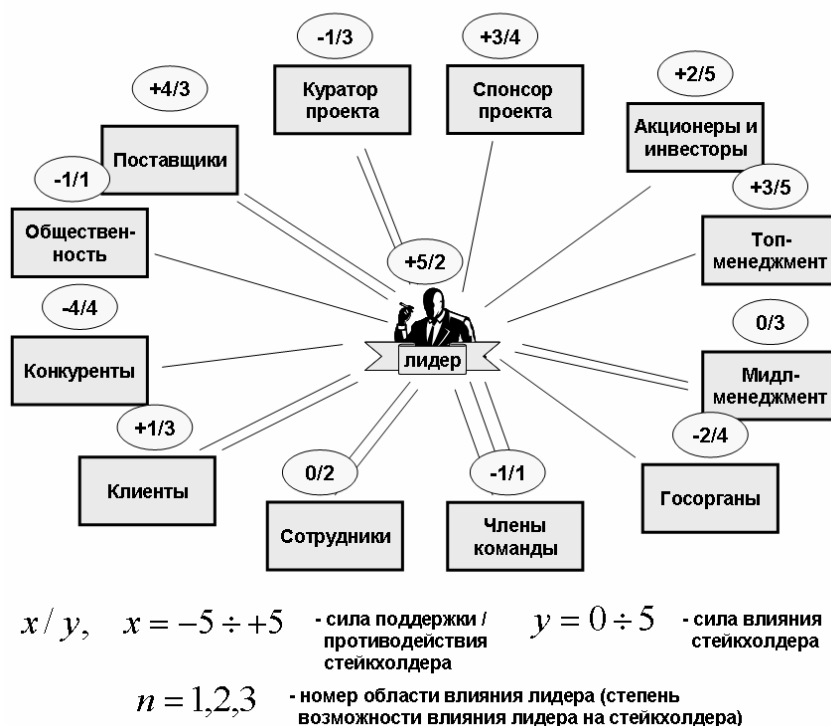 -1/3
Куратор
проекта
+3/4
Спонсор
проекта
+2/5
Акционеры и
инвесторы
+4/3
Поставщики
+3/5
Топ-
менеджмент
-1/1
Обществен-
ность
+5/2
лидер
-4/4
Конкуренты
0/3
Мидл-
менеджмент
+1/3
Клиенты
0/2
Сотрудники
-1/1
Члены
команды
-2/4
Госорганы
x / y, x = −5 ÷ +5 - сила поддержки /
противодействия
стейкхолдера
y = 0 ÷ 5 - сила влияния
стейкхолдера
n = 1,2,3 - номер области влияния лидера (степень
возможности влияния лидера на стейкхолдера)